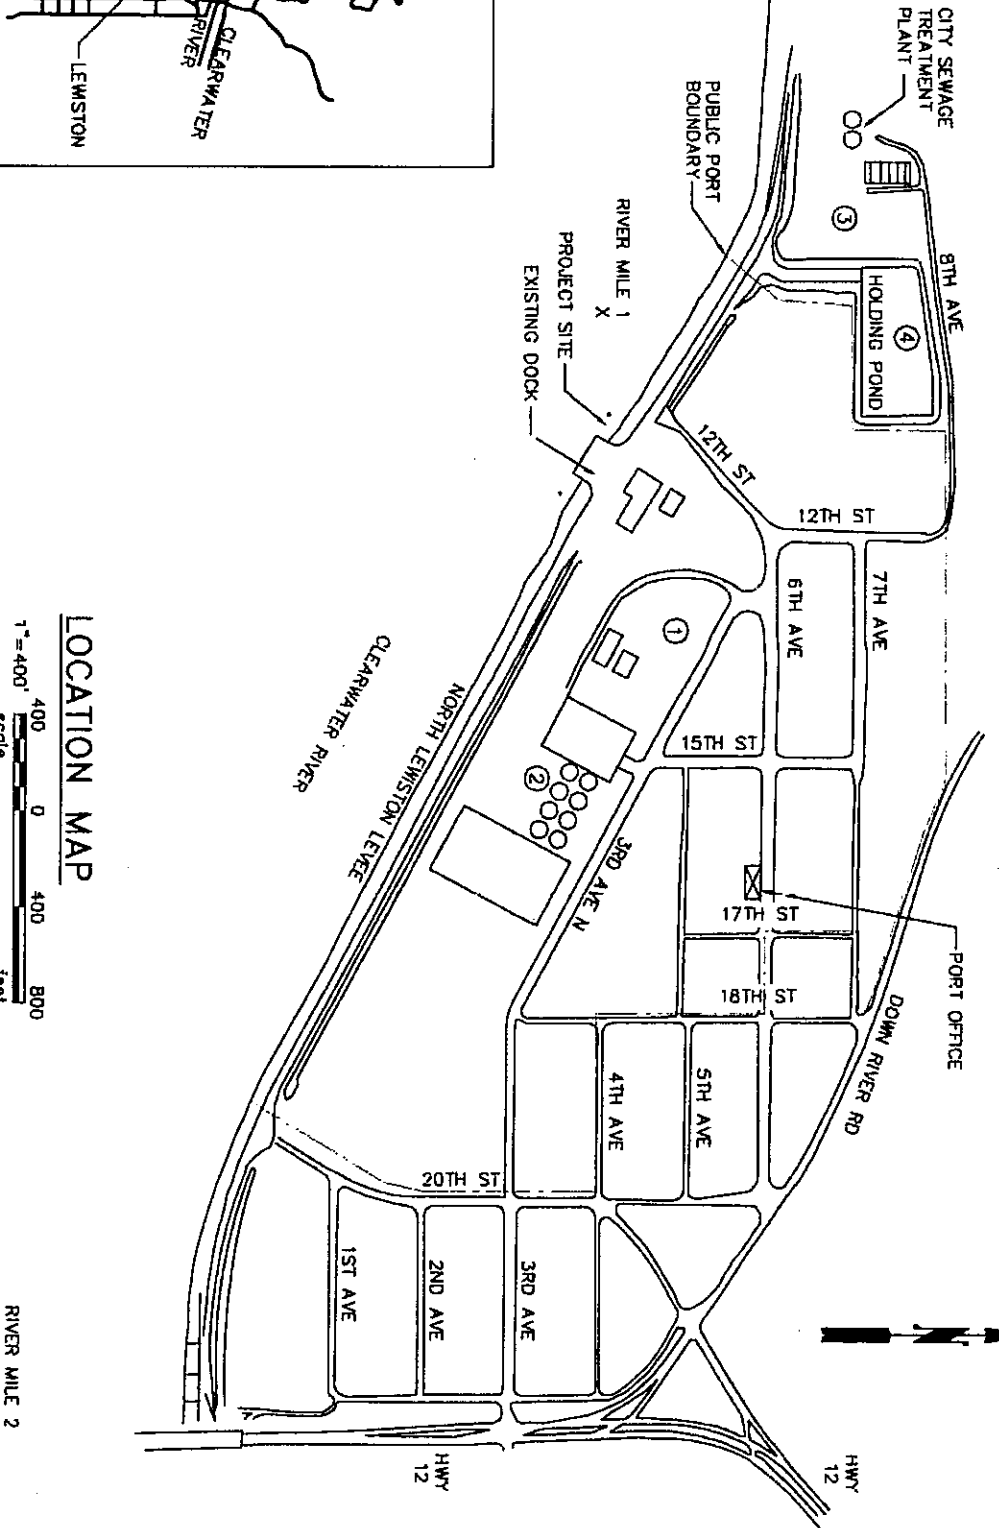 CITY SEWAGE
TREATMENT
PLANT
8TH AVE
③
④
HOLDING POND
PUBLIC PORT
BOUNDARY
RIVER MILE 1
X
PROJECT SITE
EXISTING DOCK
12TH ST
12TH ST
7TH AVE
6TH AVE
①
15TH ST
②
3RD AVE N
17TH ST
18TH ST
PORT OFFICE
DOWN RIVER RD
5TH AVE
4TH AVE
20TH ST
3RD AVE
2ND AVE
1ST AVE
NORTH LEWISTON LEVEE
CLEARWATER RIVER
HWY
12
HWY
12
RIVER MILE 2
CLEARWATER
RIVER
LEWISTON
LOCATION MAP
1"=400'
400 0 400 800
scale
feet